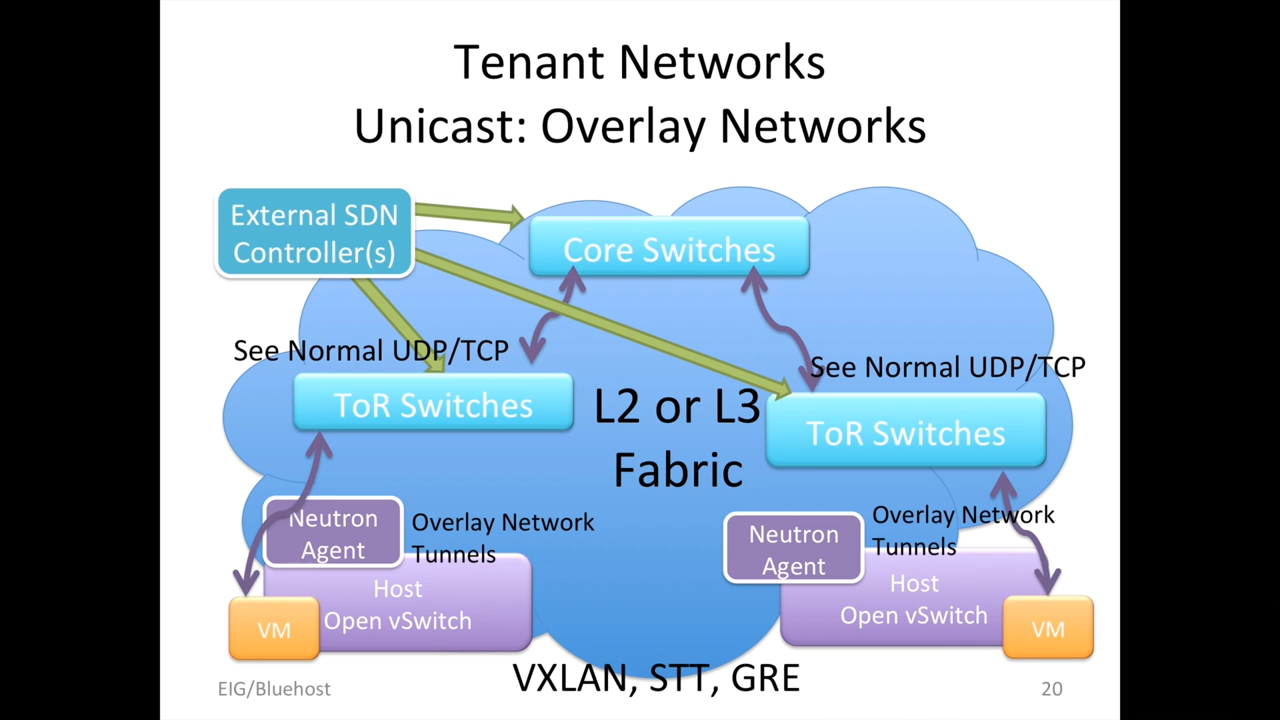 Tenant Networks
Unicast: Overlay Networks
External SDN
Controller(s)
Core Switches
See Normal UDP/TCP
See Normal UDP/TCP
ToR Switches
L2 or L3
Fabric
ToR Switches
Neutron
Agent
Overlay Network
Tunnels
Neutron
Agent
Overlay Network
Tunnels
Host
Open vSwitch
VM
Host
Open vSwitch
VM
VXLAN, STT, GRE
EIG/Bluehost
20